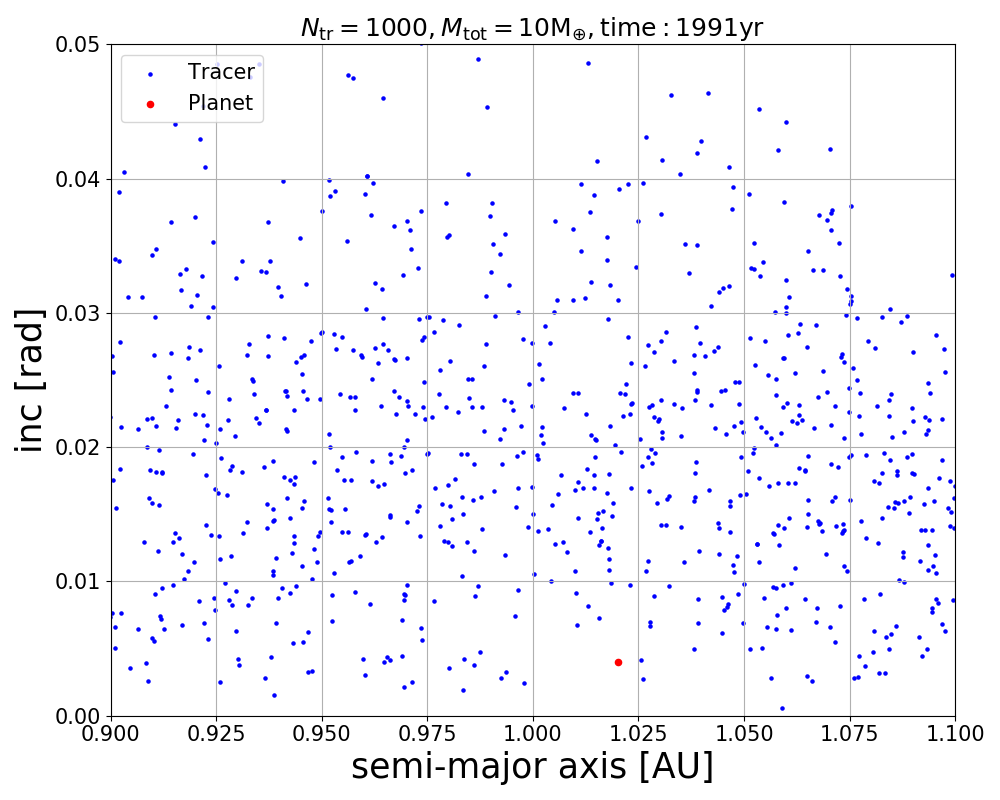 N_tr = 1000, M_tot = 10M_⊕, time : 1991yr
0.05
Tracer
Planet
0.04
0.03
inc [rad]
0.02
0.01
0.00
0.900 0.925 0.950 0.975 1.000 1.025 1.050 1.075 1.100
semi-major axis [AU]